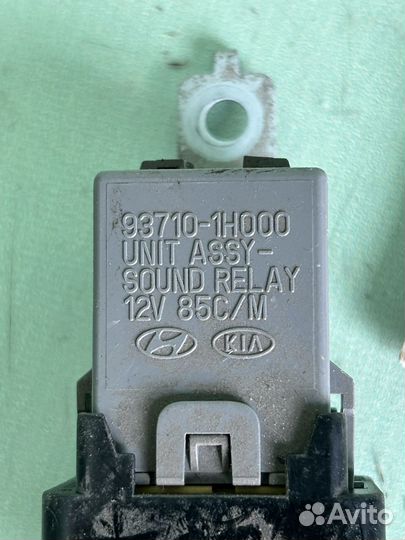 93710-1H000
UNIT ASSY-
SOUND RELAY
12V 85C/M
KIA
Avito